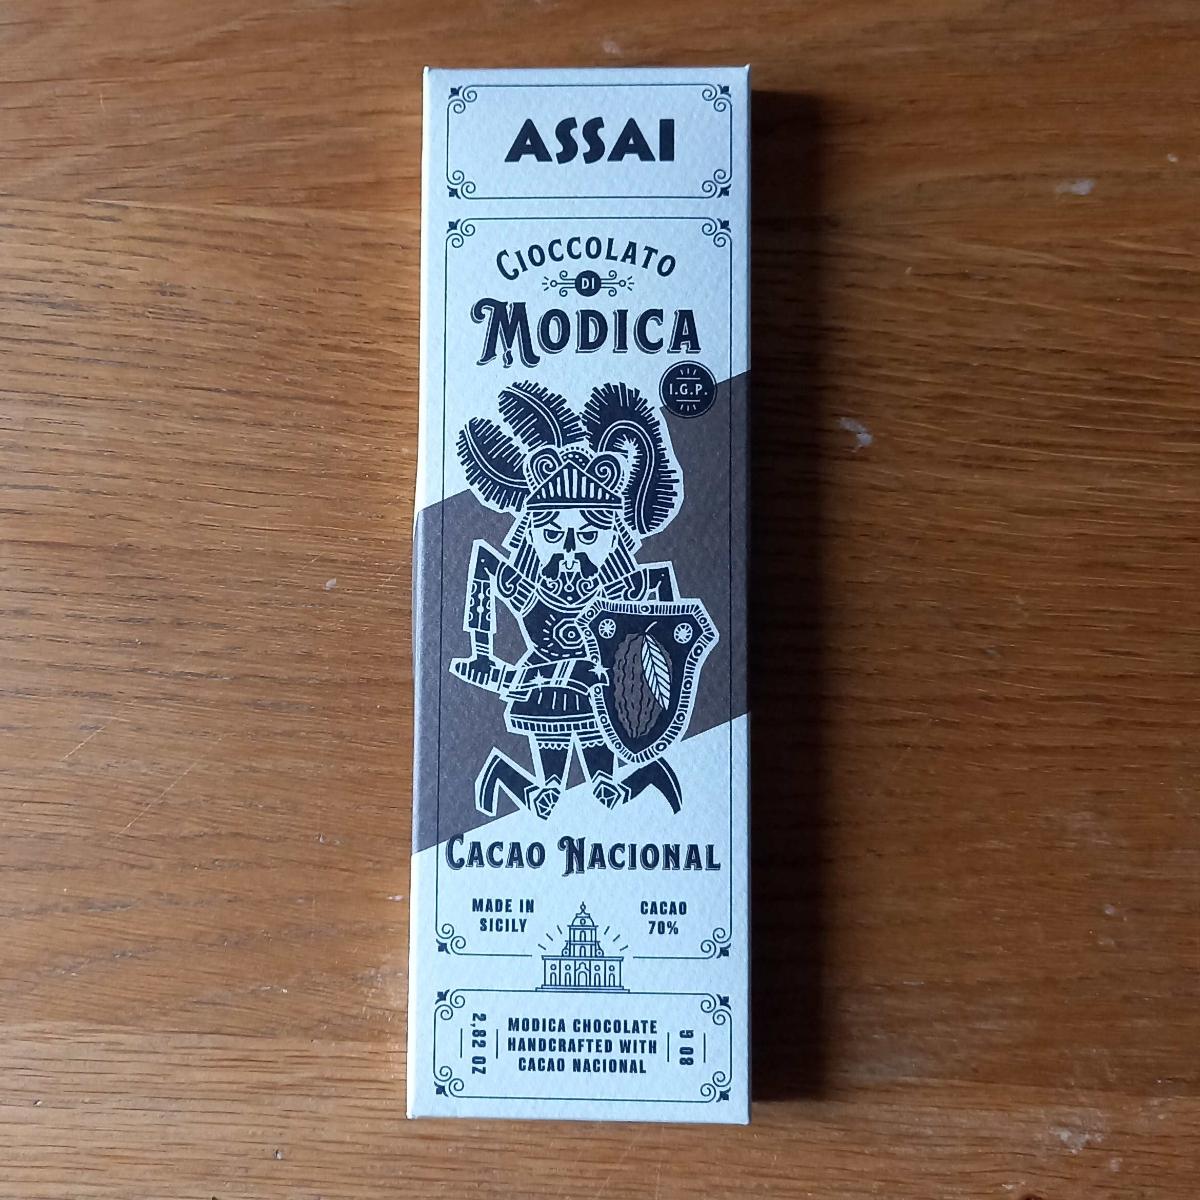 ASSAI
CIOCCOLATO
DI
MODICA
I.G.P.
CACAO NACIONAL
MADE IN
SICILY
CACAO
70%
2,82 OZ
MODICA CHOCOLATE
HANDCRAFTED WITH
CACAO NACIONAL
80 G